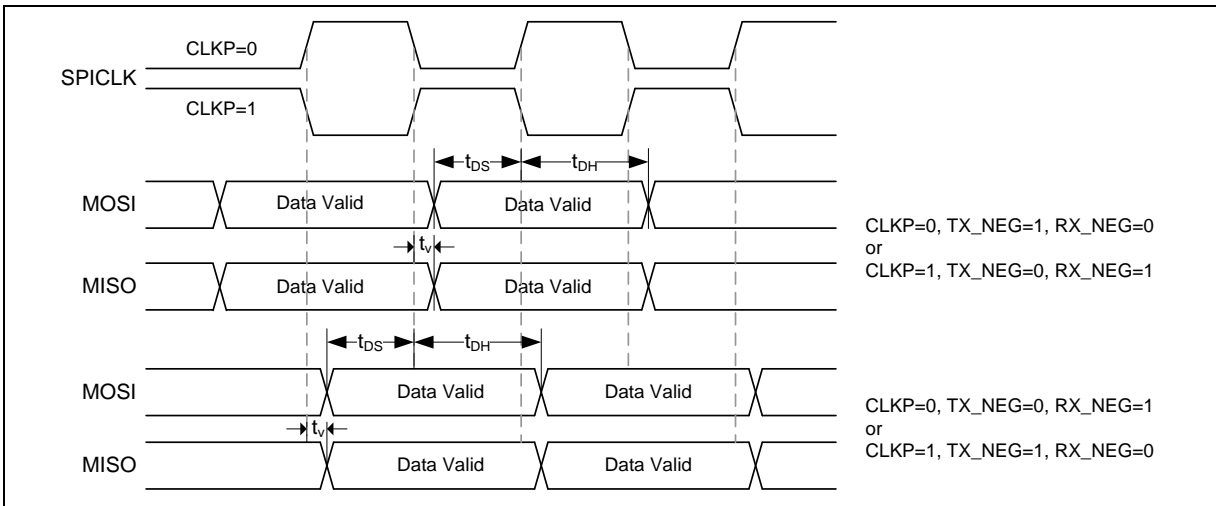 CLKP=0
SPICLK
CLKP=1
tDS
tDH
MOSI
Data Valid
Data Valid
tv
MISO
Data Valid
Data Valid
CLKP=0, TX_NEG=1, RX_NEG=0
or
CLKP=1, TX_NEG=0, RX_NEG=1
tDS
tDH
MOSI
Data Valid
Data Valid
tv
MISO
Data Valid
Data Valid
CLKP=0, TX_NEG=0, RX_NEG=1
or
CLKP=1, TX_NEG=1, RX_NEG=0